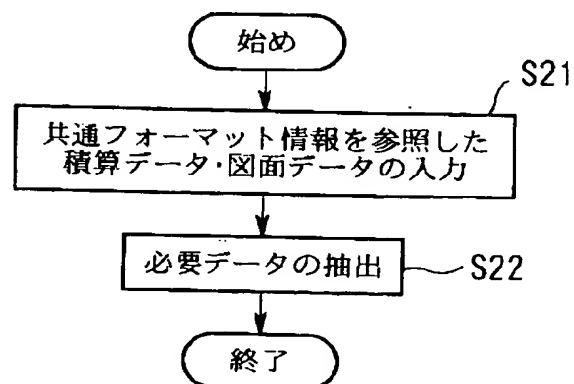 始め
S21
共通フォーマット情報を参照した
積算データ・図面データの入力
必要データの抽出
S22
終了